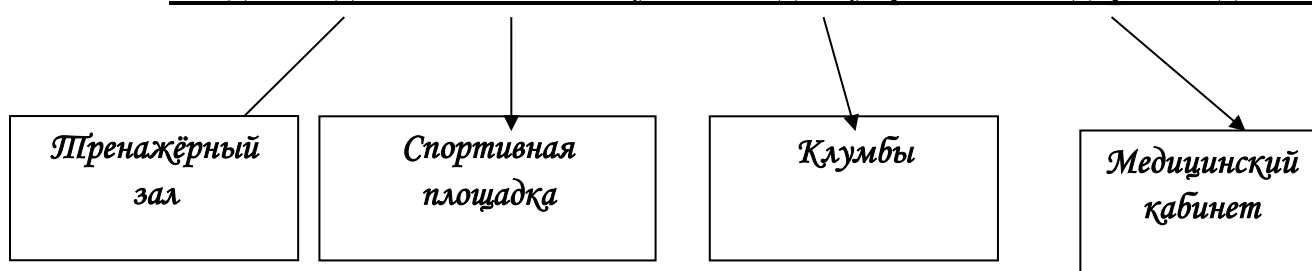 Тренажёрный
зал
Спортивная
площадка
Клумбы
Медицинский
кабинет